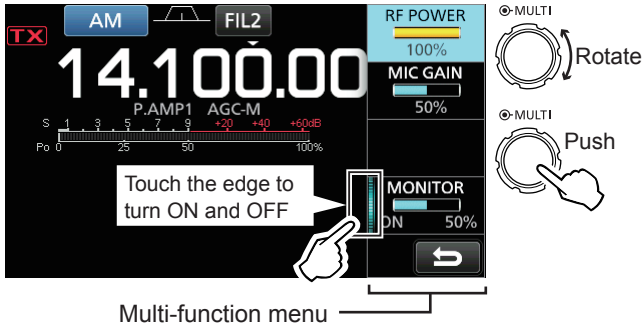 AM FIL2
TX
14.100.00
P.AMP1 AGC-M
S 1 3 5 7 9 +20 +40 +60dB
Po 0 25 50 100%
RF POWER
100%
MIC GAIN
50%
MONITOR
ON 50%
Touch the edge to
turn ON and OFF
MULTI
Rotate
MULTI
Push
Multi-function menu